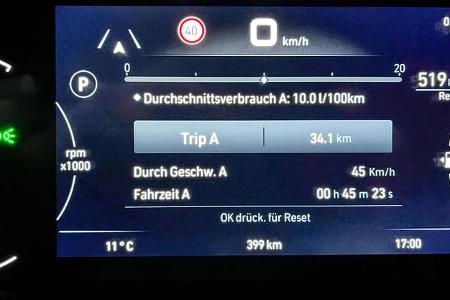 40 0 km/h
0 20
P 519
◆ Durchschnittsverbrauch A: 10.0 l/100km
Trip A 34.1 km
rpm
x1000
Durch Geschw. A 45 Km/h
Fahrzeit A 00 h 45 m 23 s
OK drück. für Reset
11°C 399 km 17:00